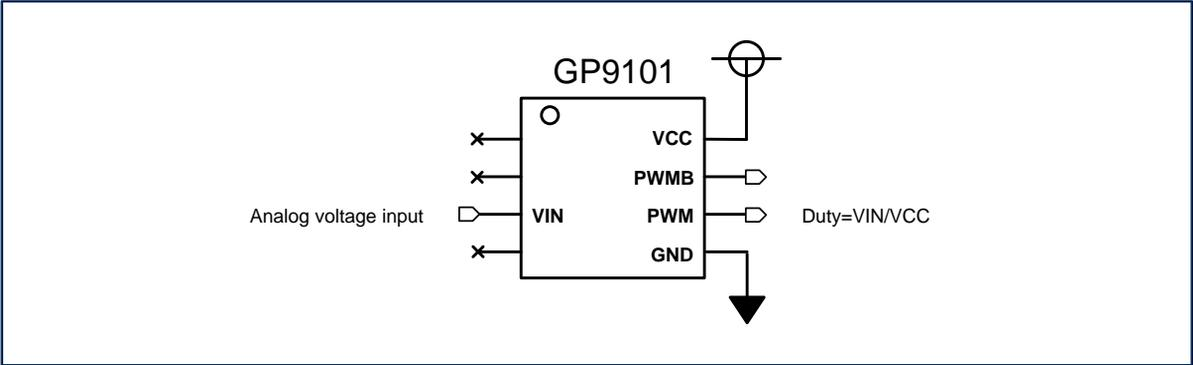 GP9101
VCC
PWMB
Analog voltage input
VIN
PWM
Duty=VIN/VCC
GND